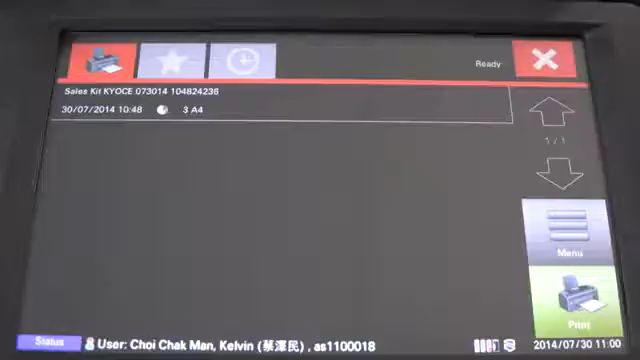 Ready
Sales Kit KYOCE 073014 104824236
30/07/2014 10:48 3 A4
1 / 1
Menu
Print
Status User: Choi Chak Man, Kelvin (蔡澤民) , as1100018 2014/07/30 11:00